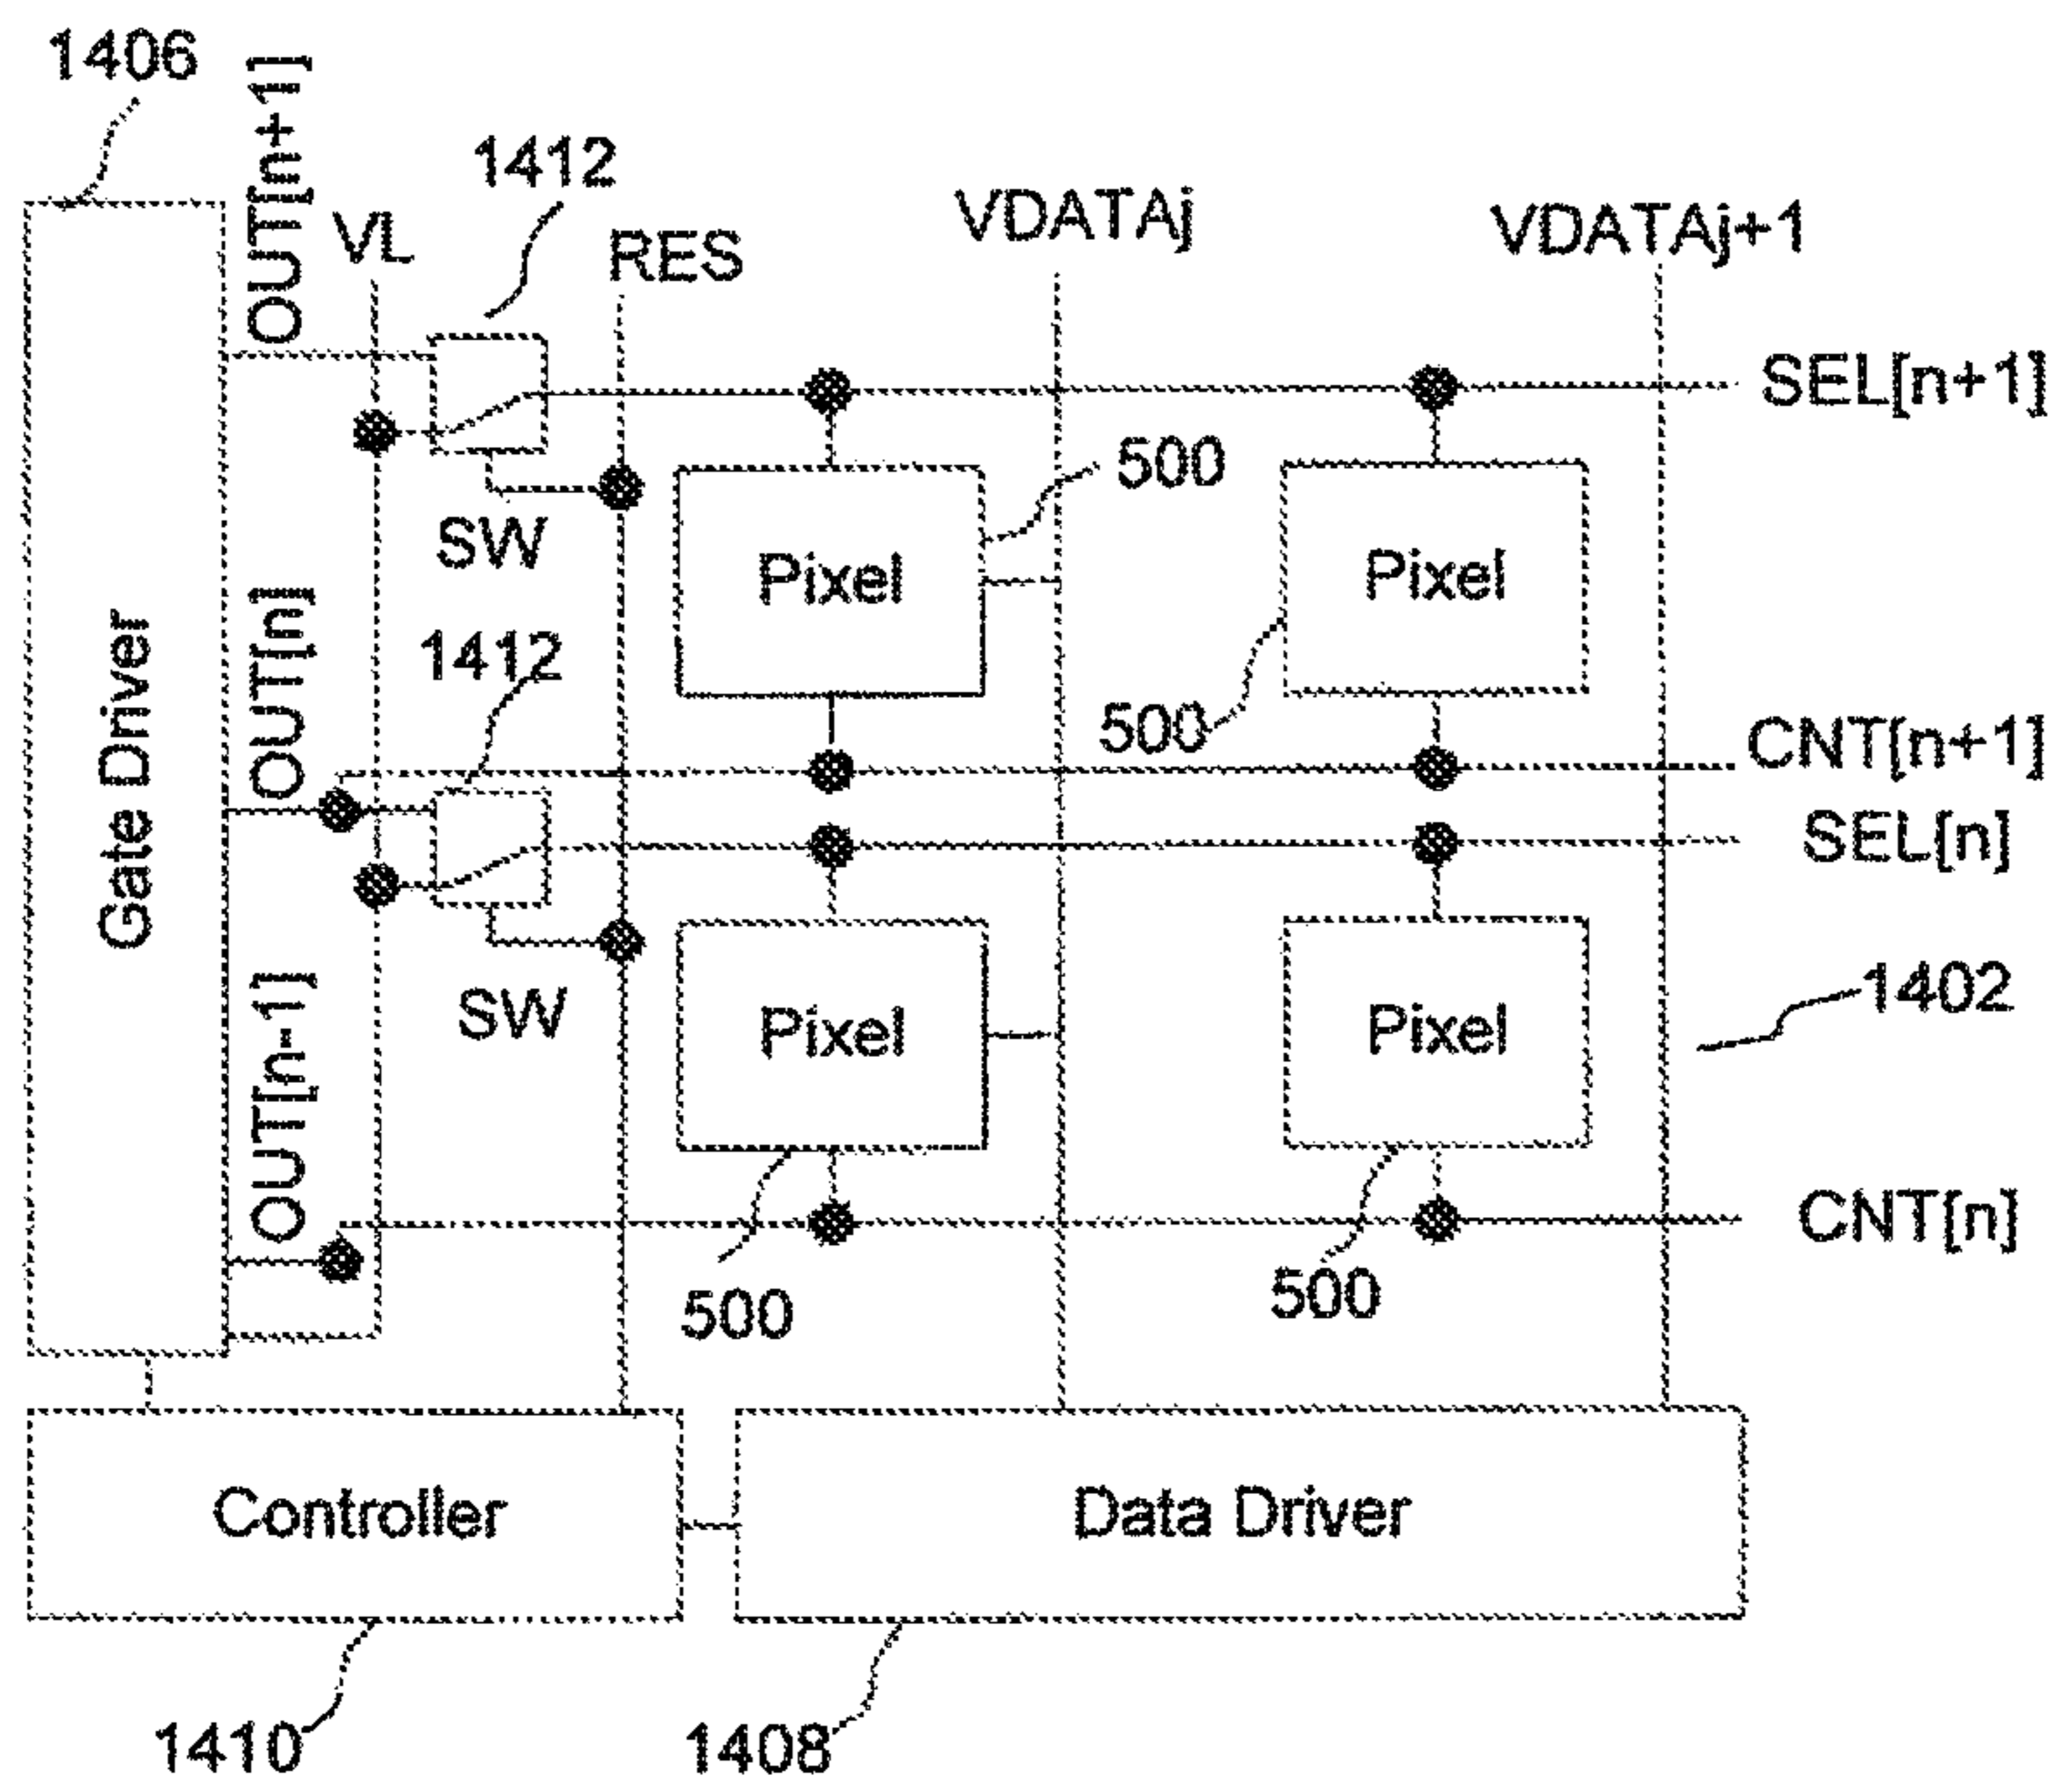 1406
OUT[n+1]
1412
VL
RES
VDATAj
VDATAj+1
SEL[n+1]
500
SW
Pixel
Pixel
OUT[n]
1412
500
CNT[n+1]
SEL[n]
Gate Driver
OUT[n-1]
SW
Pixel
Pixel
1402
CNT[n]
500
500
Controller
Data Driver
1410
1408